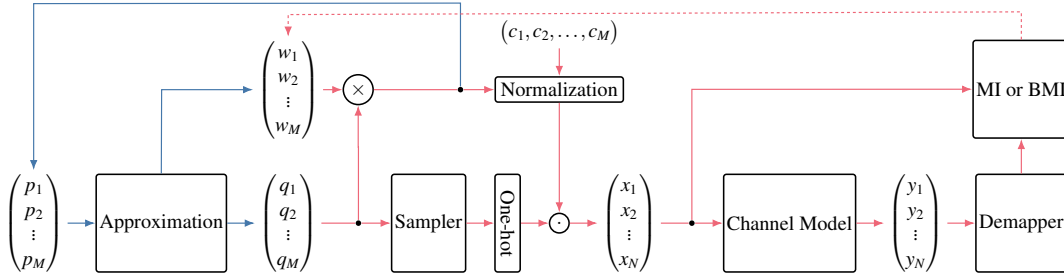 (c₁, c₂, …, c_M)
w₁
w₂
⋮
w_M
×
Normalization
MI or BMI
p₁
p₂
⋮
p_M
Approximation
q₁
q₂
⋮
q_M
Sampler
One-hot
·
x₁
x₂
⋮
x_N
Channel Model
y₁
y₂
⋮
y_N
Demapper